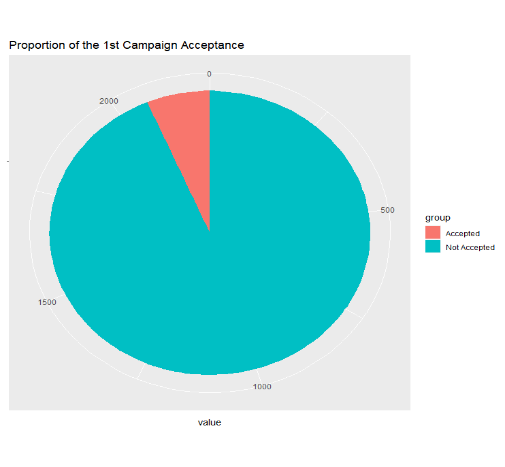 Proportion of the 1st Campaign Acceptance
0
2000
500
1500
1000
value
group
Accepted
Not Accepted